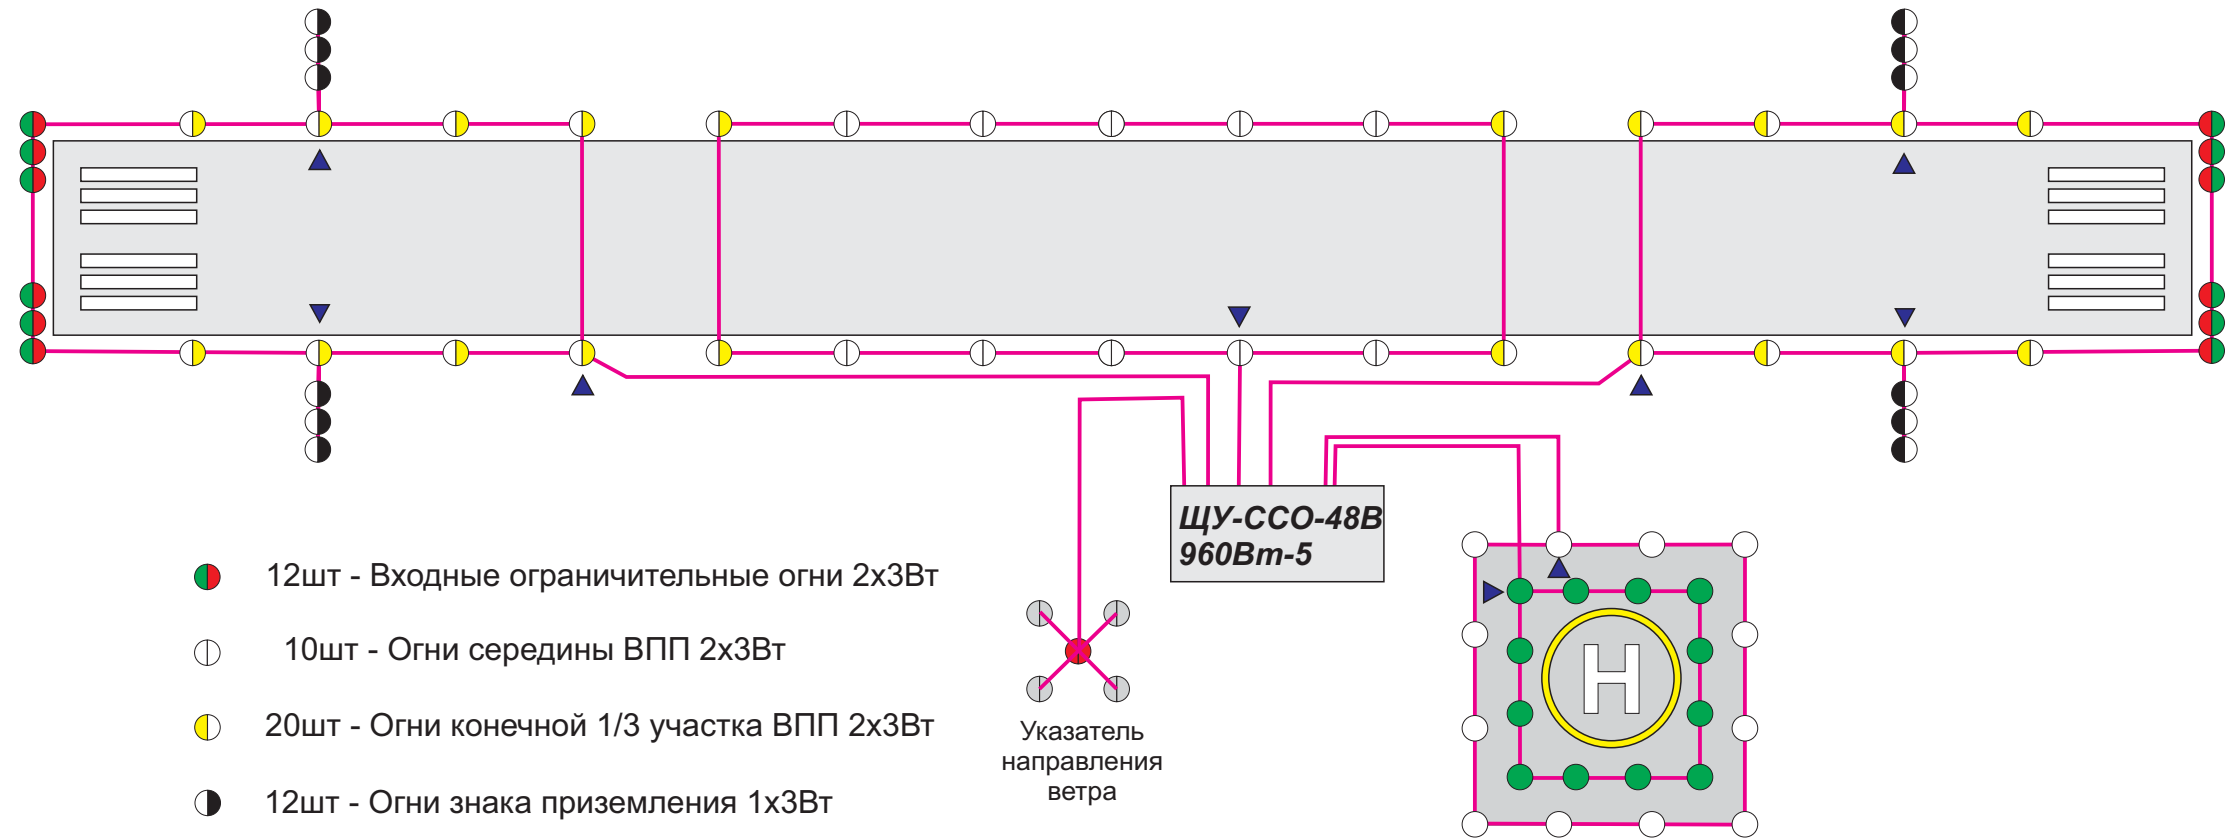 ЩУ-ССО-48В
960Вт-5
12шт - Входные ограничительные огни 2х3Вт
10шт - Огни середины ВПП 2х3Вт
20шт - Огни конечной 1/3 участка ВПП 2х3Вт
12шт - Огни знака приземления 1х3Вт
Указатель
направления
ветра
H